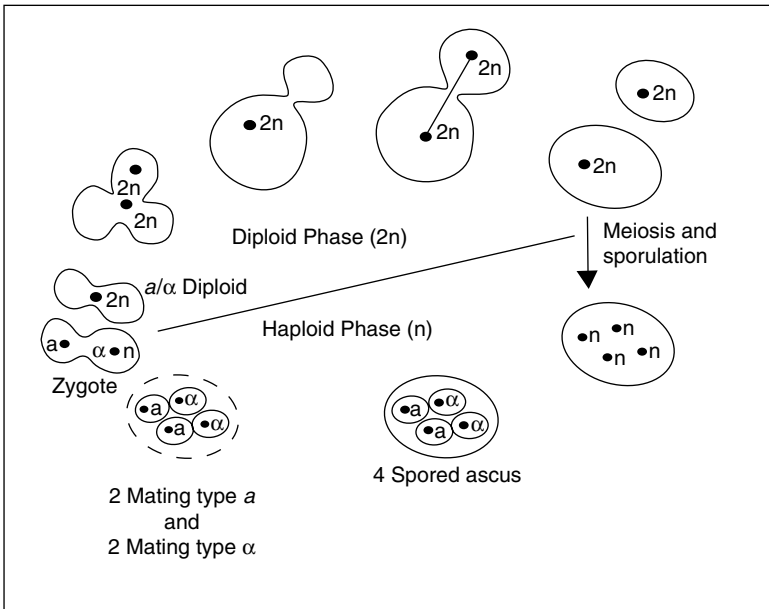 2n
2n
2n
2n
2n
2n
2n
Diploid Phase (2n)
Meiosis and
sporulation
2n
a/α Diploid
Haploid Phase (n)
a
α
n
Zygote
n
n
n
n
a
α
a
α
a
α
a
α
4 Spored ascus
2 Mating type a
and
2 Mating type α